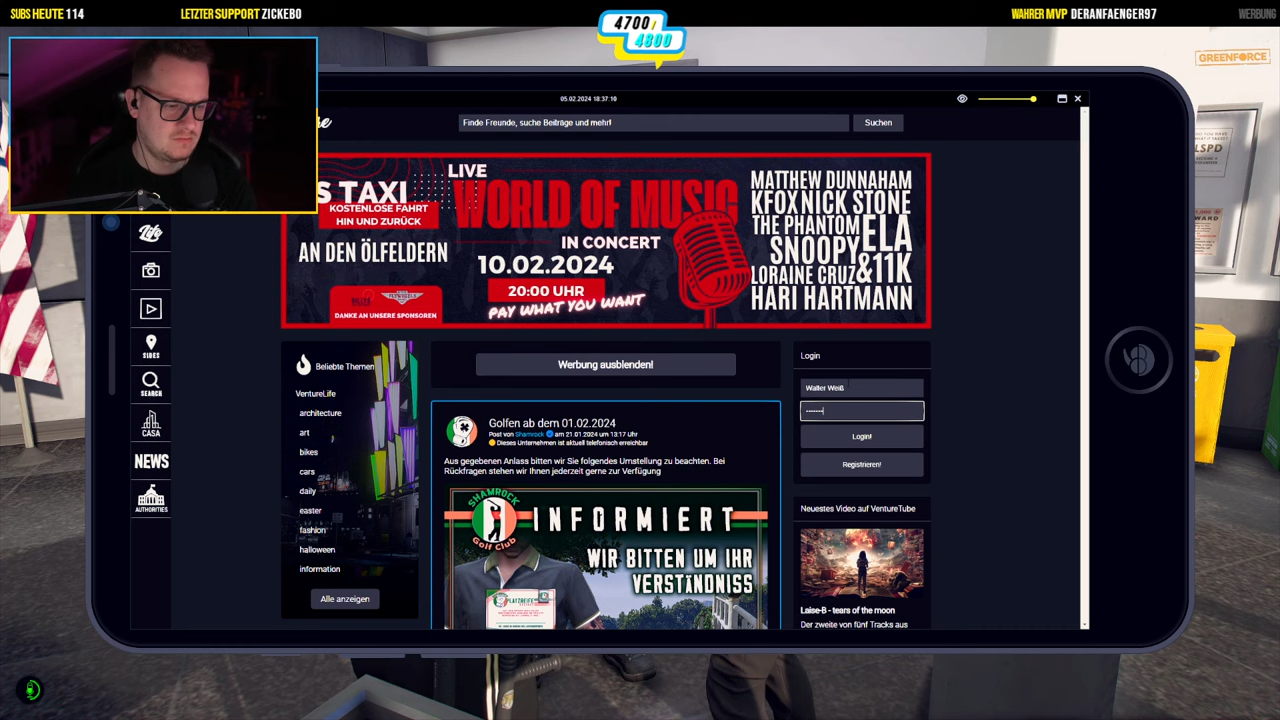 SUBS HEUTE 114
LETZTER SUPPORT ZICKEBO
4700 /
4800
WAHRER MVP DERANFAENGER97
WERBUNG
GREENFORCE
05.02.2024 18:37:10
Finde Freunde, suche Beiträge und mehr!
Suchen
S TAXI
KOSTENLOSE FAHRT
HIN UND ZURÜCK
AN DEN ÖLFELDERN
DANKE AN UNSERE SPONSOREN
LIVE
WORLD OF MUSIC
IN CONCERT
10.02.2024
20:00 UHR
PAY WHAT YOU WANT
MATTHEW DUNNAHAM
KFOX NICK STONE
THE PHANTOM ELA
SNOOPY
LORAINE CRUZ &11K
HARI HARTMANN
LSPD
Life
SIBES
SEARCH
CASA
NEWS
AUTHORITIES
Beliebte Themen
VentureLife
architecture
art
bikes
cars
daily
easter
fashion
halloween
information
Alle anzeigen
Werbung ausblenden!
Golfen ab dem 01.02.2024
Post von Shamrock am 21.01.2024 um 13:17 Uhr
Dieses Unternehmen ist aktuell telefonisch erreichbar
Aus gegebenen Anlass bitten wir Sie folgendes Umstellung zu beachten. Bei
Rückfragen stehen wir Ihnen jederzeit gerne zur Verfügung
SHAMROCK
Golf Club
INFORMIERT
WIR BITTEN UM IHR
VERSTÄNDNISS
PLATZREIFE
Login
Walter Weiß
Login!
Registrieren!
Neuestes Video auf VentureTube
Laise-B - tears of the moon
Der zweite von fünf Tracks aus